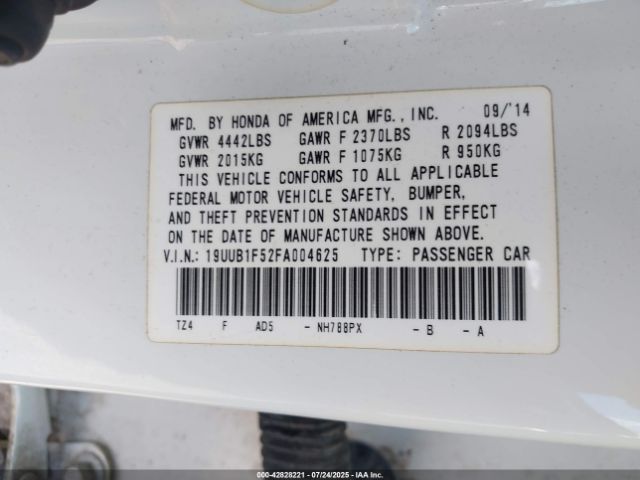 MFD. BY HONDA OF AMERICA MFG., INC. 09/'14
GVWR 4442LBS GAWR F 2370LBS R 2094LBS
GVWR 2015KG GAWR F 1075KG R 950KG
THIS VEHICLE CONFORMS TO ALL APPLICABLE
FEDERAL MOTOR VEHICLE SAFETY, BUMPER,
AND THEFT PREVENTION STANDARDS IN EFFECT
ON THE DATE OF MANUFACTURE SHOWN ABOVE.
V.I.N.: 19UUB1F52FA004625 TYPE: PASSENGER CAR
TZ4 F AD5 - NH788PX - B - A
000-42828221 07/24/2025 IAAI.CA